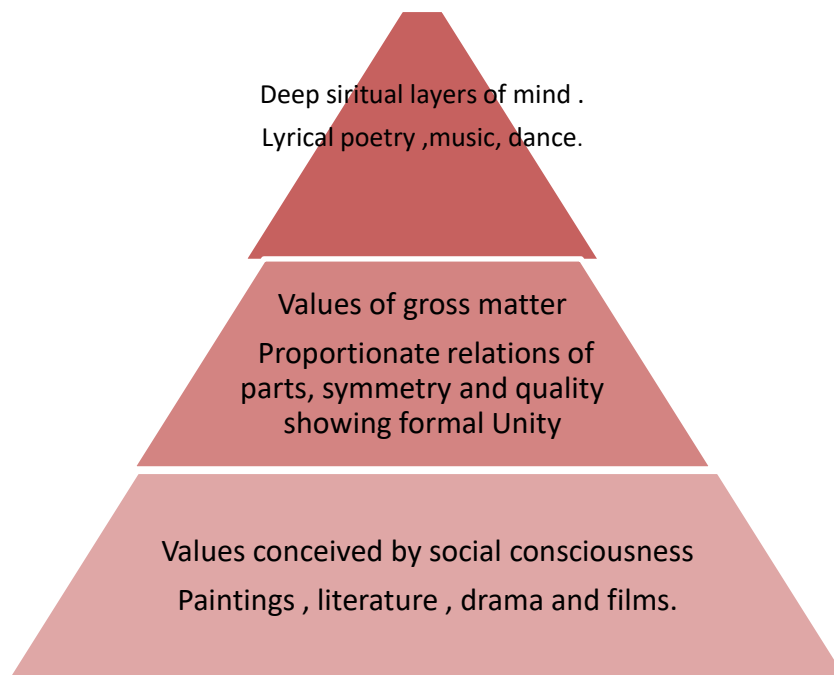 Deep siritual layers of mind .
Lyrical poetry ,music, dance.
Values of gross matter
Proportionate relations of
parts, symmetry and quality
showing formal Unity
Values conceived by social consciousness
Paintings , literature , drama and films.